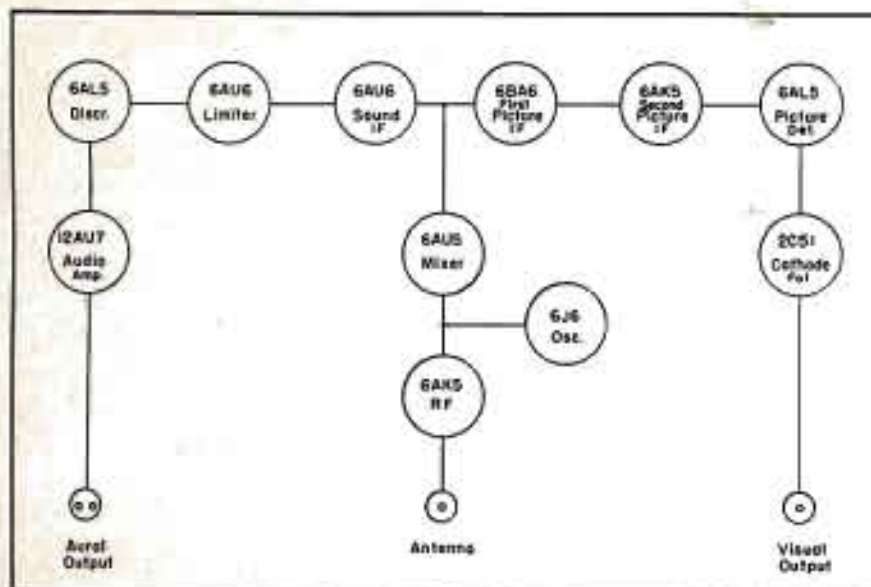 6AL5
Discr.
6AU6
Limiter
6AU6
Sound
IF
6BA6
First
Picture
IF
6AK5
Second
Picture
IF
6AL5
Picture
Det.
12AU7
Audio
Amp.
6AU5
Mixer
2C51
Cathode
Fol
6J6
Osc.
6AK5
RF
Aural
Output
Antenna
Visual
Output